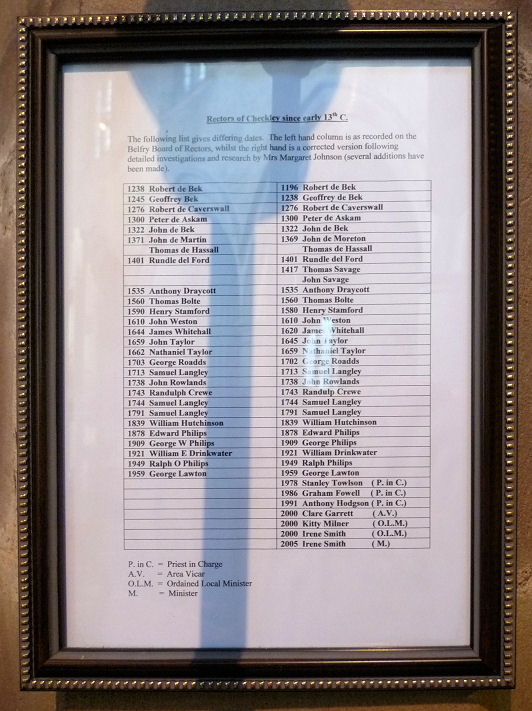 Rectors of Checkley since early 13th C.
The following list gives differing dates. The left hand column is as recorded on the
Belfry Board of Rectors, whilst the right hand is a corrected version following
detailed investigations and research by Mrs Margaret Johnson (several additions have
been made).
1238 Robert de Bek 1196 Robert de Bek
1245 Geoffrey Bek 1238 Geoffrey de Bek
1276 Robert de Caverswall 1276 Robert de Caverswall
1300 Peter de Askam 1300 Peter de Askam
1322 John de Bek 1322 John de Bek
1371 John de Martin 1369 John de Moreton
Thomas de Hassall Thomas de Hassall
1401 Rundle del Ford 1401 Rundle del Ford
1417 Thomas Savage
John Savage
1535 Anthony Draycott 1535 Anthony Draycott
1560 Thomas Bolte 1560 Thomas Bolte
1590 Henry Stamford 1580 Henry Stamford
1610 John Weston 1610 John Weston
1644 James Whitehall 1620 James Whitehall
1659 John Taylor 1645 John Taylor
1662 Nathaniel Taylor 1659 Nathaniel Taylor
1703 George Roadds 1702 George Roadds
1713 Samuel Langley 1713 Samuel Langley
1738 John Rowlands 1738 John Rowlands
1743 Randulph Crewe 1743 Randulp Crewe
1744 Samuel Langley 1744 Samuel Langley
1791 Samuel Langley 1791 Samuel Langley
1839 William Hutchinson 1839 William Hutchinson
1878 Edward Philips 1878 Edward Philips
1909 George W Philips 1909 George Philips
1921 William E Drinkwater 1921 William Drinkwater
1949 Ralph O Philips 1949 Ralph Philips
1959 George Lawton 1959 George Lawton
1978 Stanley Towlson ( P. in C.)
1986 Graham Fowell ( P. in C.)
1991 Anthony Hodgson ( P. in C.)
2000 Clare Garrett ( A.V.)
2000 Kitty Milner ( O.L.M.)
2000 Irene Smith ( O.L.M.)
2005 Irene Smith ( M.)
P. in C. = Priest in Charge
A.V. = Area Vicar
O.L.M. = Ordained Local Minister
M. = Minister